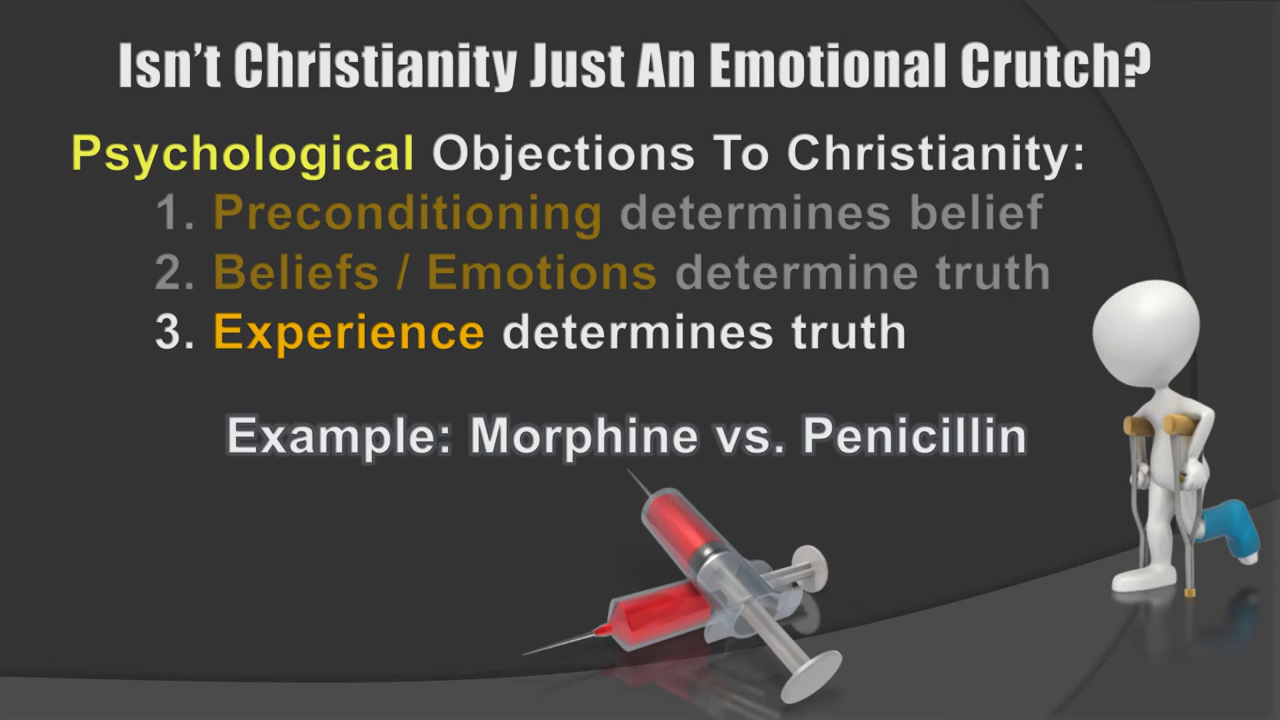 Isn't Christianity Just An Emotional Crutch?
Psychological Objections To Christianity:
1. Preconditioning determines belief
2. Beliefs / Emotions determine truth
3. Experience determines truth
Example: Morphine vs. Penicillin